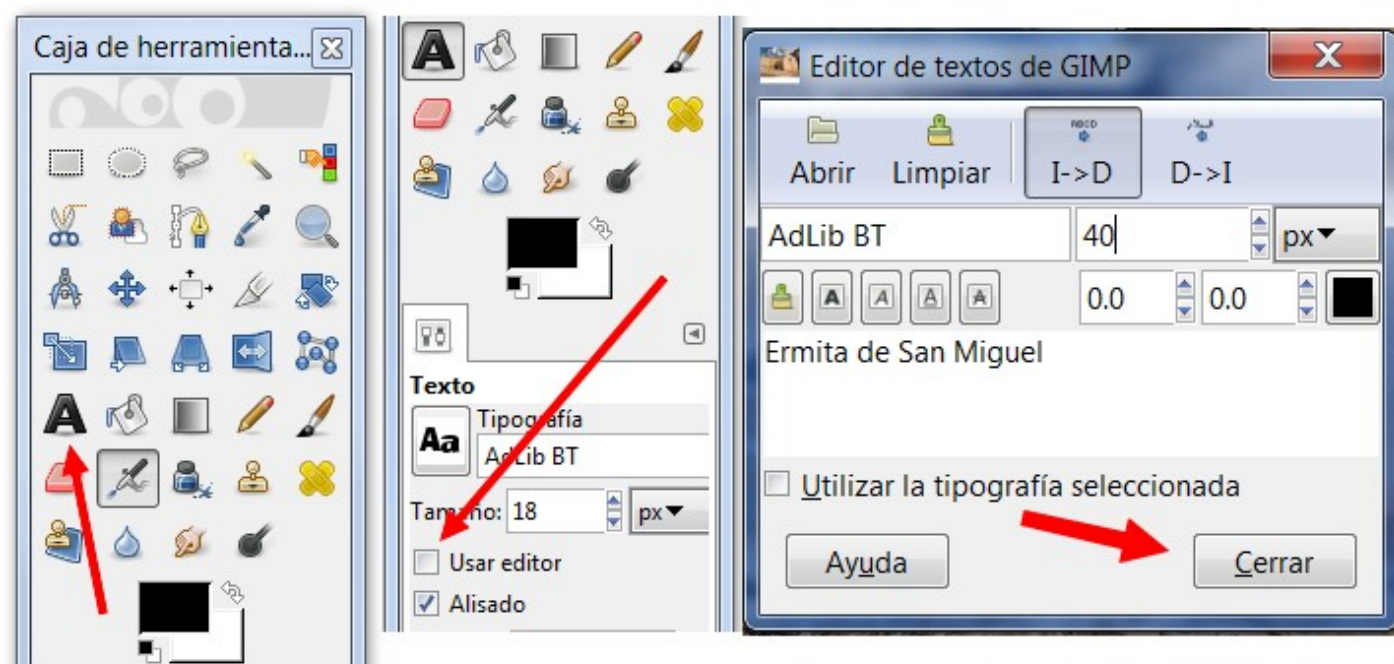 Caja de herramienta...
Texto
Aa
Tipografía
AdLib BT
Tamaño: 18 px
Usar editor
Alisado
Editor de textos de GIMP
Abrir Limpiar I->D D->I
AdLib BT 40 px
A A A A 0.0 0.0
Ermita de San Miguel
Utilizar la tipografía seleccionada
Ayuda Cerrar